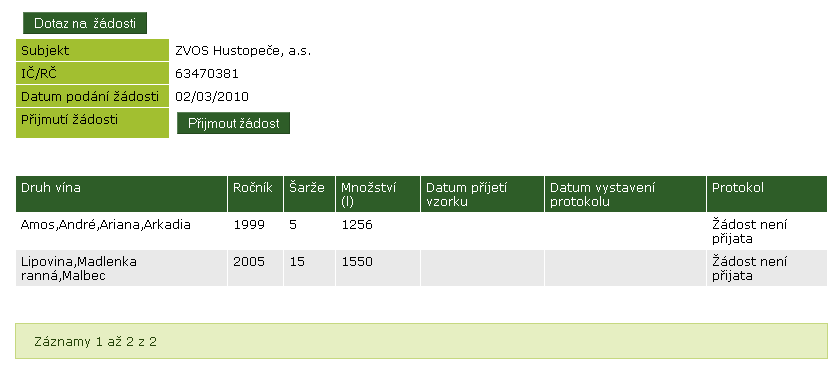 Dotaz na žádosti
Subjekt ZVOS Hustopeče, a.s.
IČ/RČ 63470381
Datum podání žádosti 02/03/2010
Přijmutí žádosti Přijmout žádost
Druh vína Ročník Šarže Množství (l) Datum příjetí vzorku Datum vystavení protokolu Protokol
Amos,André,Ariana,Arkadia 1999 5 1256 Žádost není přijata
Lipovina,Madlenka ranná,Malbec 2005 15 1550 Žádost není přijata
Záznamy 1 až 2 z 2